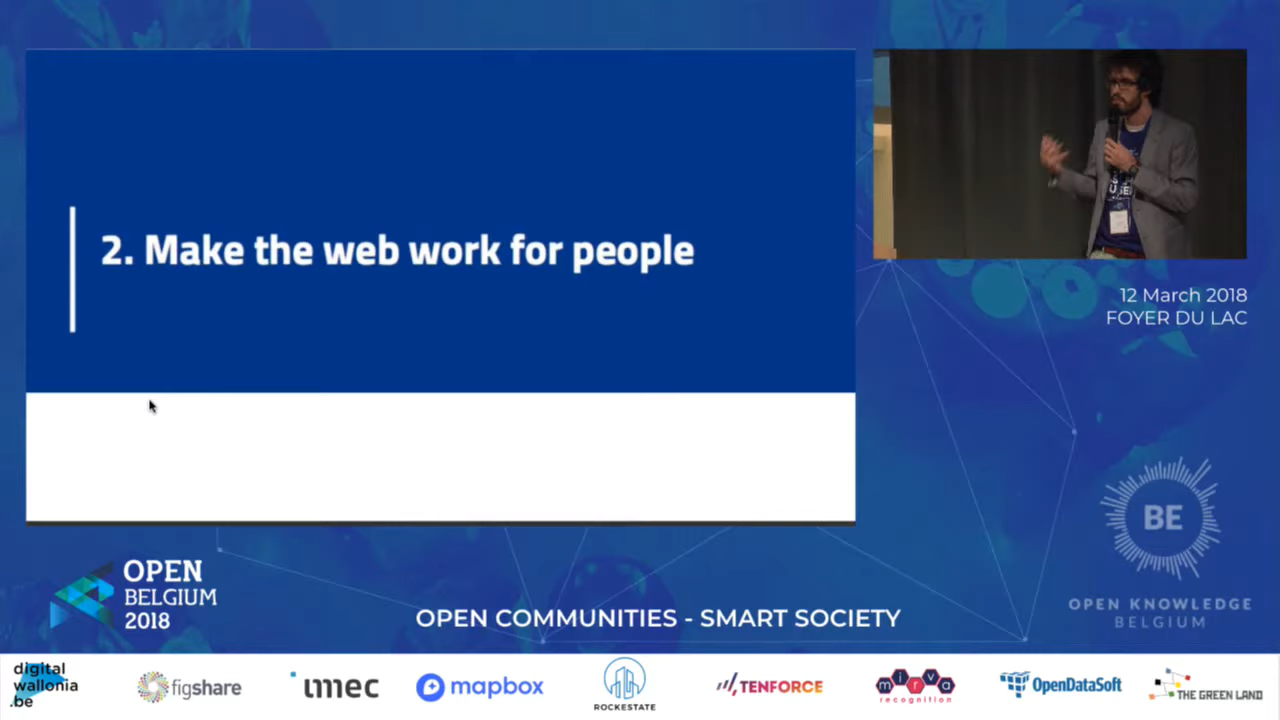 2. Make the web work for people
12 March 2018
FOYER DU LAC
BE
OPEN KNOWLEDGE
BELGIUM
OPEN
BELGIUM
2018
OPEN COMMUNITIES - SMART SOCIETY
digital
wallonia
.be
figshare
imec
mapbox
ROCKESTATE
TENFORCE
mirva
recognition
OpenDataSoft
THE GREEN LAND